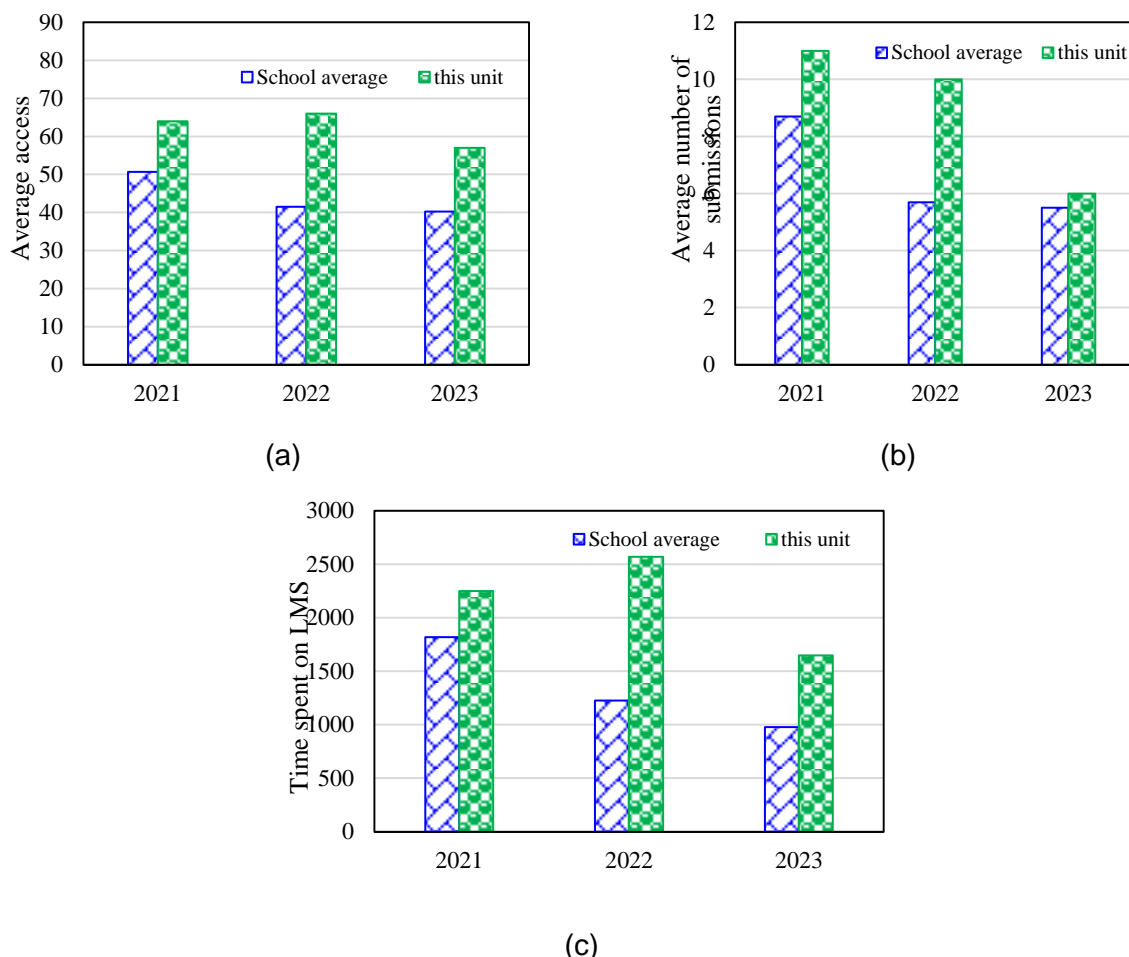 90
80
70
60
50
40
30
20
10
0
Average access
School average this unit
2021 2022 2023
(a)
12
10
8
6
4
2
0
Average number of
submissions
School average this unit
2021 2022 2023
(b)
3000
2500
2000
1500
1000
500
0
Time spent on LMS
School average this unit
2021 2022 2023
(c)